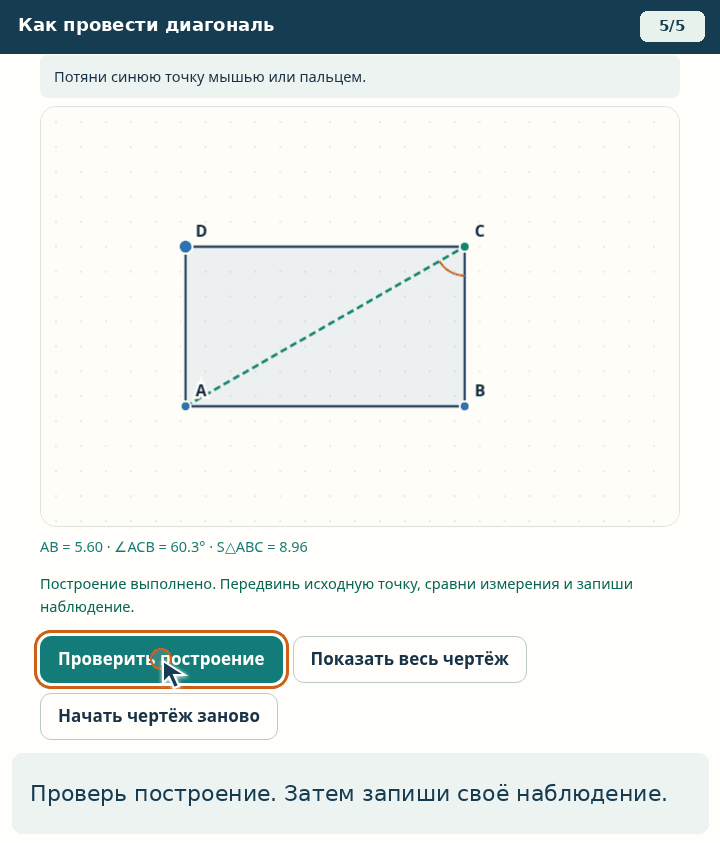 Как провести диагональ
5/5
Потяни синюю точку мышью или пальцем.
D
C
A
B
AB = 5.60 · ∠ACB = 60.3° · S△ABC = 8.96
Построение выполнено. Передвинь исходную точку, сравни измерения и запиши
наблюдение.
Проверить построение
Показать весь чертёж
Начать чертёж заново
Проверь построение. Затем запиши своё наблюдение.